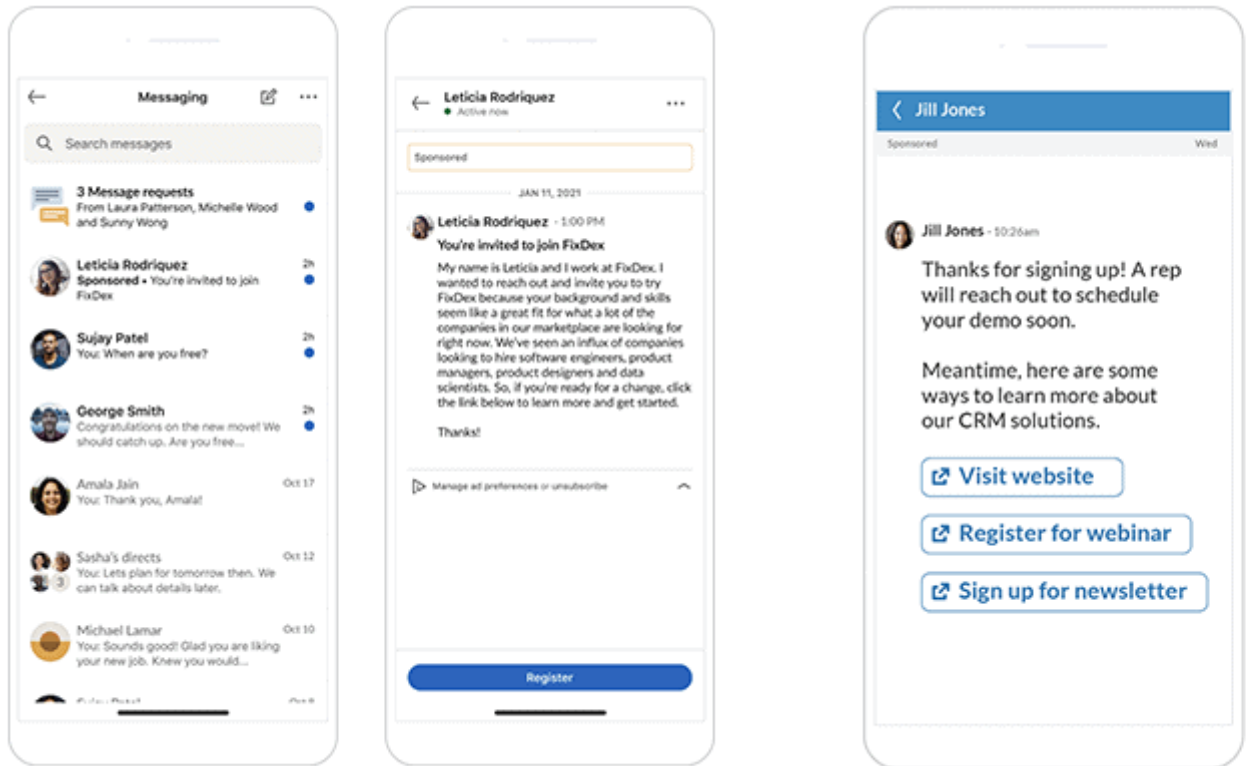 Messaging
Search messages
3 Message requests
From Laura Patterson, Michelle Wood
and Sunny Wong
Leticia Rodriquez 2h
Sponsored • You're invited to join
FixDex
Sujay Patel 2h
You: When are you free?
George Smith 2h
Congratulations on the new move! We
should catch up. Are you free...
Amala Jain Oct 17
You: Thank you, Amala!
Sasha's directs Oct 12
You: Lets plan for tomorrow then. We
can talk about details later.
3
Michael Lamar Oct 10
You: Sounds good! Glad you are liking
your new job. Knew you would...
Leticia Rodriquez
Active now
Sponsored
JAN 11, 2021
Leticia Rodriquez · 1:00 PM
You're invited to join FixDex
My name is Leticia and I work at FixDex. I
wanted to reach out and invite you to try
FixDex because your background and skills
seem like a great fit for what a lot of the
companies in our marketplace are looking for
right now. We've seen an influx of companies
looking to hire software engineers, product
managers, product designers and data
scientists. So, if you're ready for a change, click
the link below to learn more and get started.
Thanks!
Manage ad preferences or unsubscribe
Register
Jill Jones
Sponsored Wed
Jill Jones · 10:26am
Thanks for signing up! A rep
will reach out to schedule
your demo soon.
Meantime, here are some
ways to learn more about
our CRM solutions.
Visit website
Register for webinar
Sign up for newsletter